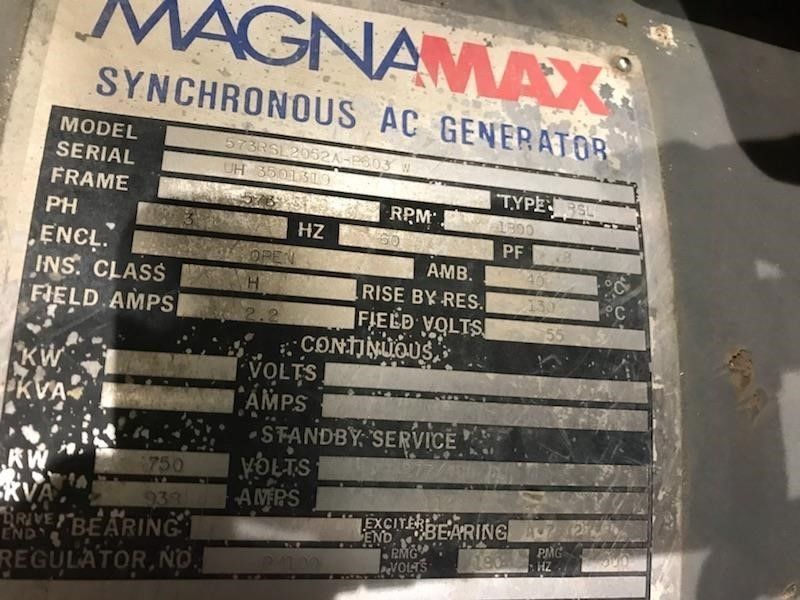 MAGNAMAX
SYNCHRONOUS AC GENERATOR
MODEL 573RSL2052A-P603 W
SERIAL UH 3501310
FRAME 573 TYPE RSL
PH 3 RPM 1800
HZ 60 PF .8
ENCL. OPEN AMB. 40 °C
INS. CLASS H RISE BY RES. 130 °C
FIELD AMPS 2.2 FIELD VOLTS 55
CONTINUOUS
KW VOLTS
KVA AMPS
STANDBY SERVICE
KW 750 VOLTS 277/
KVA 938 AMPS
DRIVE END BEARING EXCITER END BEARING
REGULATOR NO. PMG VOLTS 180 PMG HZ